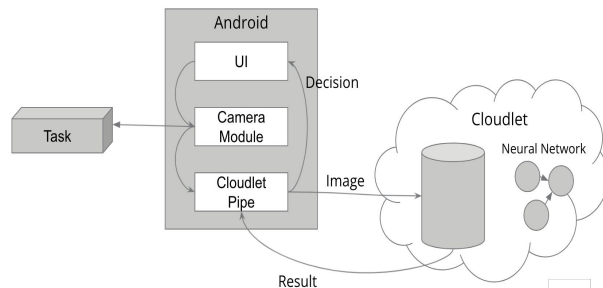 Android
UI
Decision
Camera
Module
Task
Cloudlet
Pipe
Image
Cloudlet
Neural Network
Result